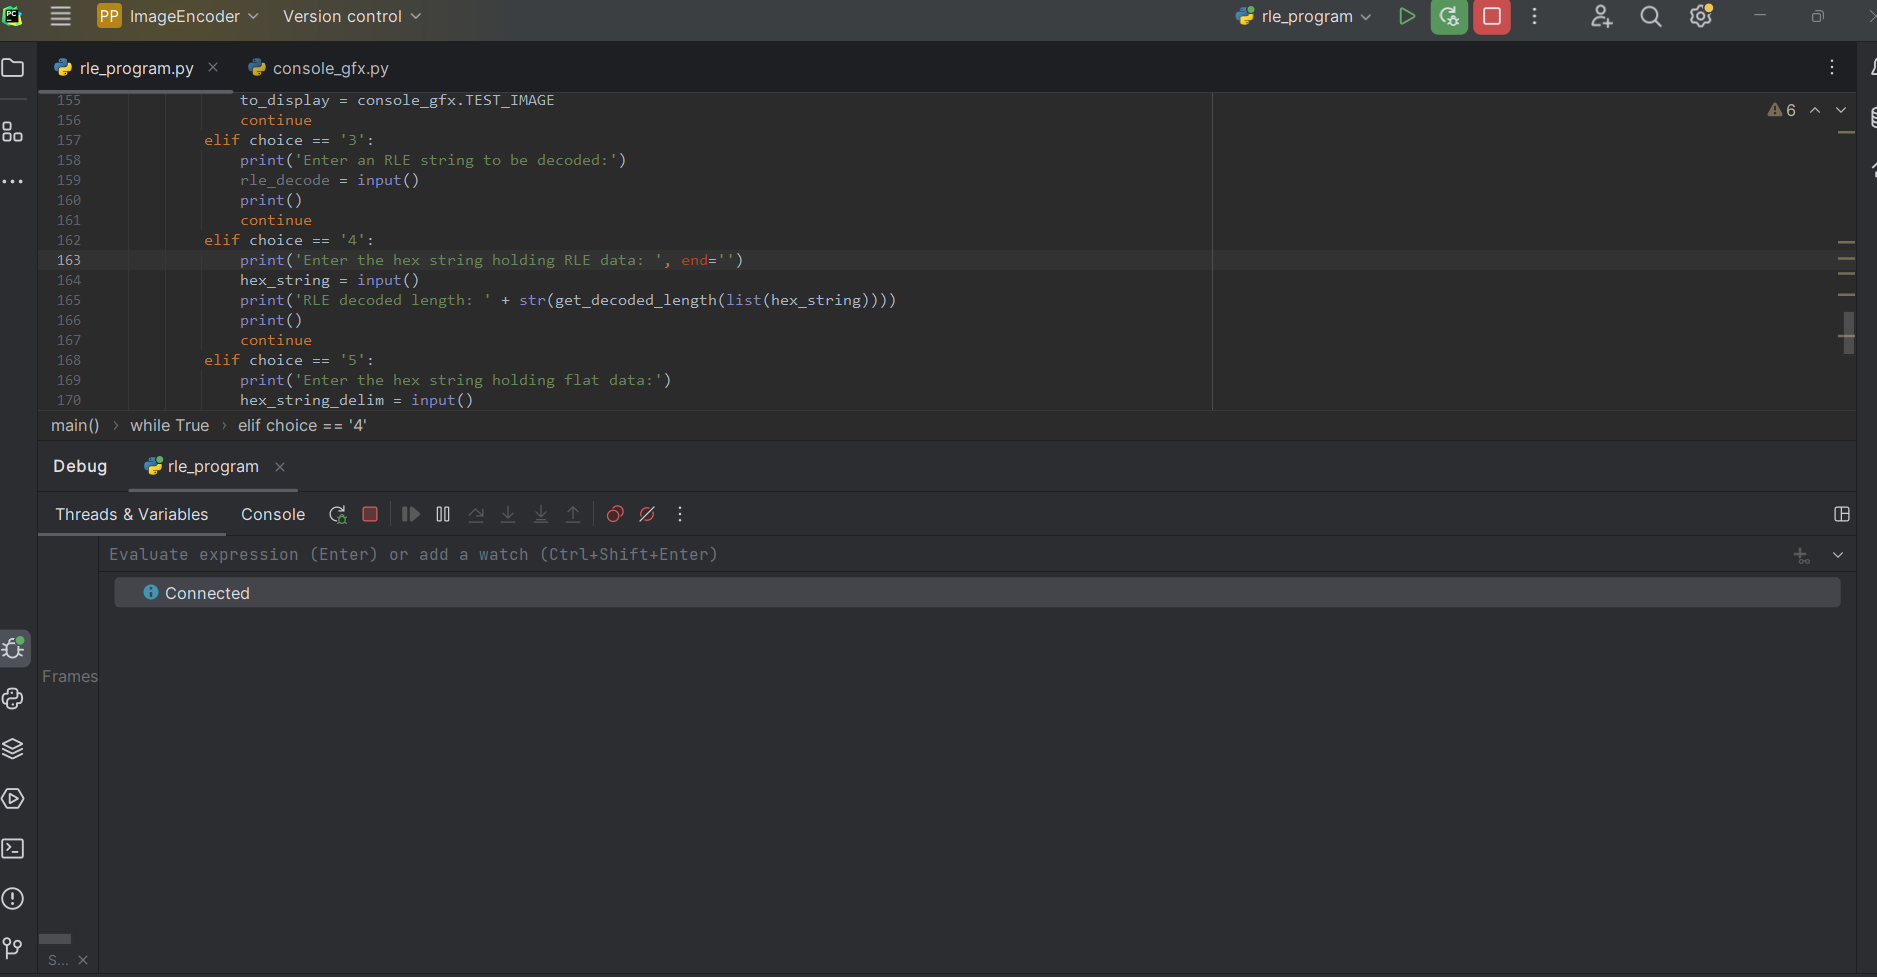 PC
PP ImageEncoder Version control rle_program
rle_program.py console_gfx.py
155 to_display = console_gfx.TEST_IMAGE
6
156 continue
157 elif choice == '3':
158 print('Enter an RLE string to be decoded:')
159 rle_decode = input()
160 print()
161 continue
162 elif choice == '4':
163 print('Enter the hex string holding RLE data: ', end='')
164 hex_string = input()
165 print('RLE decoded length: ' + str(get_decoded_length(list(hex_string))))
166 print()
167 continue
168 elif choice == '5':
169 print('Enter the hex string holding flat data:')
170 hex_string_delim = input()
main() › while True › elif choice == '4'
Debug rle_program
Threads & Variables Console
Evaluate expression (Enter) or add a watch (Ctrl+Shift+Enter)
Connected
Frames
S...